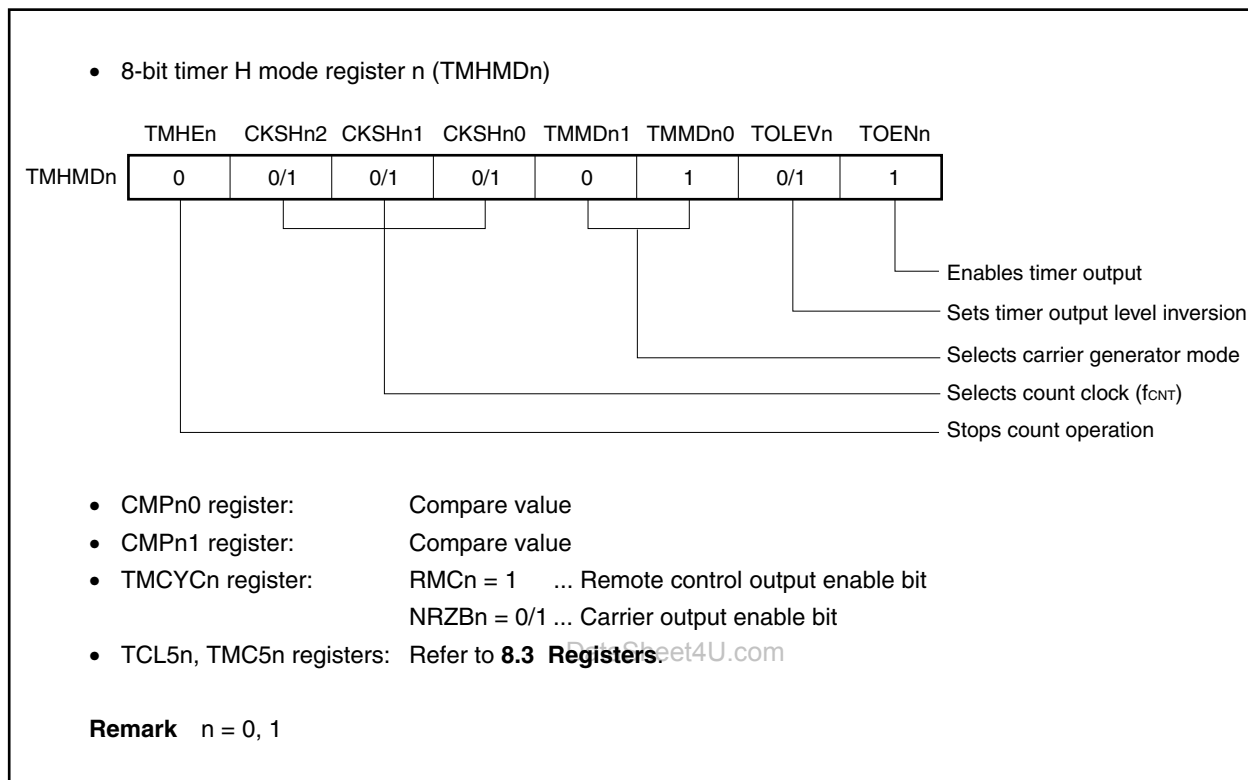 • 8-bit timer H mode register n (TMHMDn)
TMHEn CKSHn2 CKSHn1 CKSHn0 TMMDn1 TMMDn0 TOLEVn TOENn
TMHMDn 0 0/1 0/1 0/1 0 1 0/1 1
Enables timer output
Sets timer output level inversion
Selects carrier generator mode
Selects count clock (fCNT)
Stops count operation
• CMPn0 register: Compare value
• CMPn1 register: Compare value
• TMCYCn register: RMCn = 1 ... Remote control output enable bit
NRZBn = 0/1 ... Carrier output enable bit
• TCL5n, TMC5n registers: Refer to 8.3 Registers.
DataSheet4U.com
Remark n = 0, 1